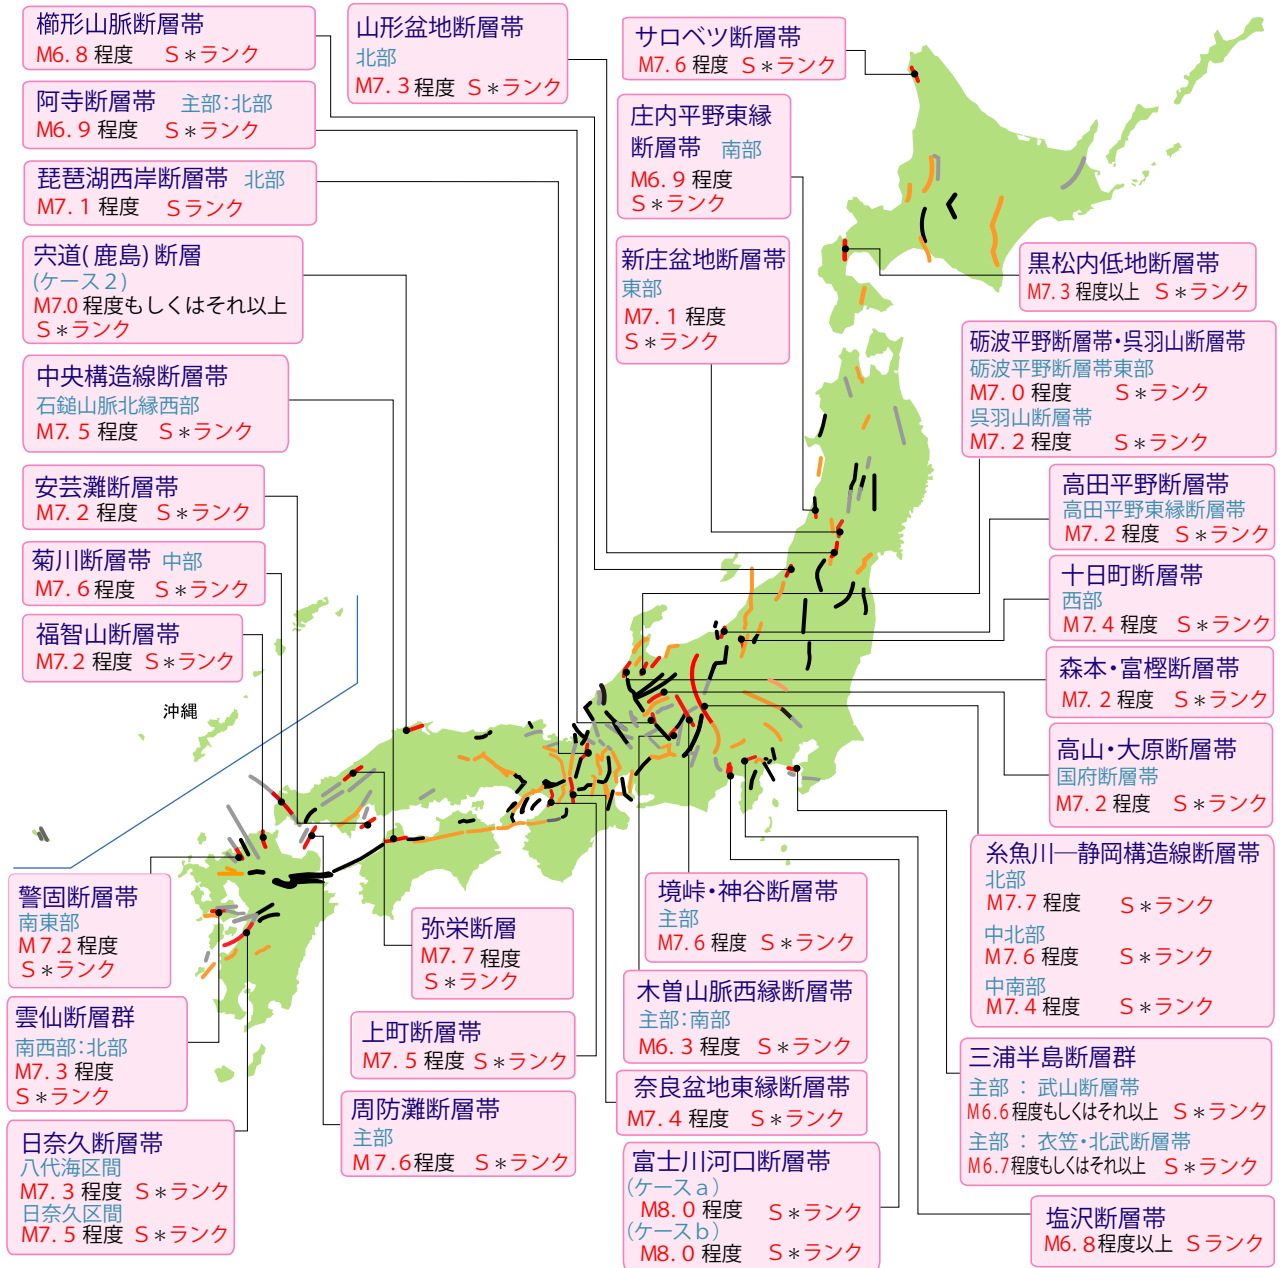 櫛形山脈断層帯
M6.8 程度 S*ランク
阿寺断層帯 主部:北部
M6.9 程度 S*ランク
琵琶湖西岸断層帯 北部
M7.1 程度 Sランク
宍道(鹿島)断層
(ケース2)
M7.0 程度もしくはそれ以上
S*ランク
中央構造線断層帯
石鎚山脈北縁西部
M7.5 程度 S*ランク
安芸灘断層帯
M7.2 程度 S*ランク
菊川断層帯 中部
M7.6 程度 S*ランク
福智山断層帯
M7.2 程度 S*ランク
沖縄
警固断層帯
南東部
M7.2 程度
S*ランク
雲仙断層群
南西部:北部
M7.3 程度
S*ランク
日奈久断層帯
八代海区間
M7.3 程度 S*ランク
日奈久区間
M7.5 程度 S*ランク
山形盆地断層帯
北部
M7.3 程度 S*ランク
サロベツ断層帯
M7.6 程度 S*ランク
庄内平野東縁
断層帯 南部
M6.9 程度
S*ランク
新庄盆地断層帯
東部
M7.1 程度
S*ランク
黒松内低地断層帯
M7.3 程度以上 S*ランク
砺波平野断層帯・呉羽山断層帯
砺波平野断層帯東部
M7.0 程度 S*ランク
呉羽山断層帯
M7.2 程度 S*ランク
高田平野断層帯
高田平野東縁断層帯
M7.2 程度 S*ランク
十日町断層帯
西部
M7.4 程度 S*ランク
森本・富樫断層帯
M7.2 程度 S*ランク
高山・大原断層帯
国府断層帯
M7.2 程度 S*ランク
糸魚川―静岡構造線断層帯
北部
M7.7 程度 S*ランク
中北部
M7.6 程度 S*ランク
中南部
M7.4 程度 S*ランク
弥栄断層
M7.7 程度
S*ランク
上町断層帯
M7.5 程度 S*ランク
周防灘断層帯
主部
M7.6程度 S*ランク
境峠・神谷断層帯
主部
M7.6 程度 S*ランク
木曽山脈西縁断層帯
主部:南部
M6.3 程度 S*ランク
奈良盆地東縁断層帯
M7.4 程度 S*ランク
富士川河口断層帯
(ケースa)
M8.0 程度 S*ランク
(ケースb)
M8.0 程度 S*ランク
三浦半島断層群
主部 : 武山断層帯
M6.6程度もしくはそれ以上 S*ランク
主部 : 衣笠・北武断層帯
M6.7程度もしくはそれ以上 S*ランク
塩沢断層帯
M6.8程度以上 Sランク